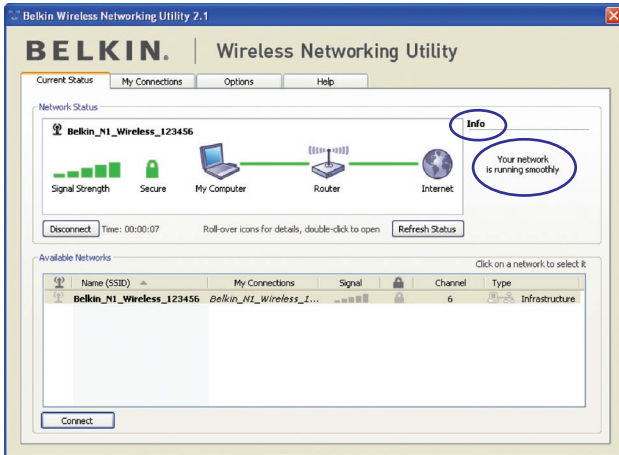 Belkin Wireless Networking Utility 2.1
BELKIN. | Wireless Networking Utility
Current Status My Connections Options Help
Network Status
Belkin_N1_Wireless_123456
Info
Your network
is running smoothly
Signal Strength Secure My Computer Router Internet
Disconnect Time: 00:00:07 Roll-over icons for details, double-click to open Refresh Status
Available Networks
Click on a network to select it
Name (SSID) My Connections Signal Channel Type
Belkin_N1_Wireless_123456 Belkin_N1_Wireless_1... 6 Infrastructure
Connect